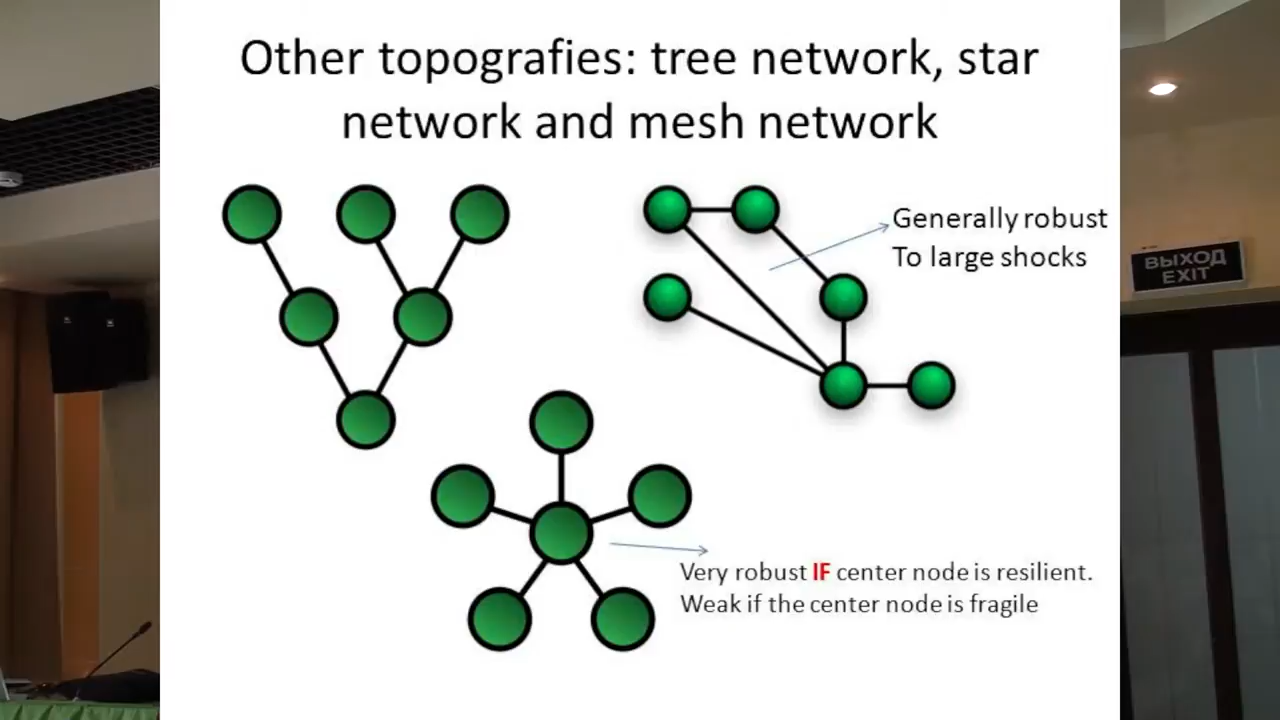 Other topografies: tree network, star
network and mesh network
Generally robust
To large shocks
ВЫХОД
EXIT
Very robust IF center node is resilient.
Weak if the center node is fragile